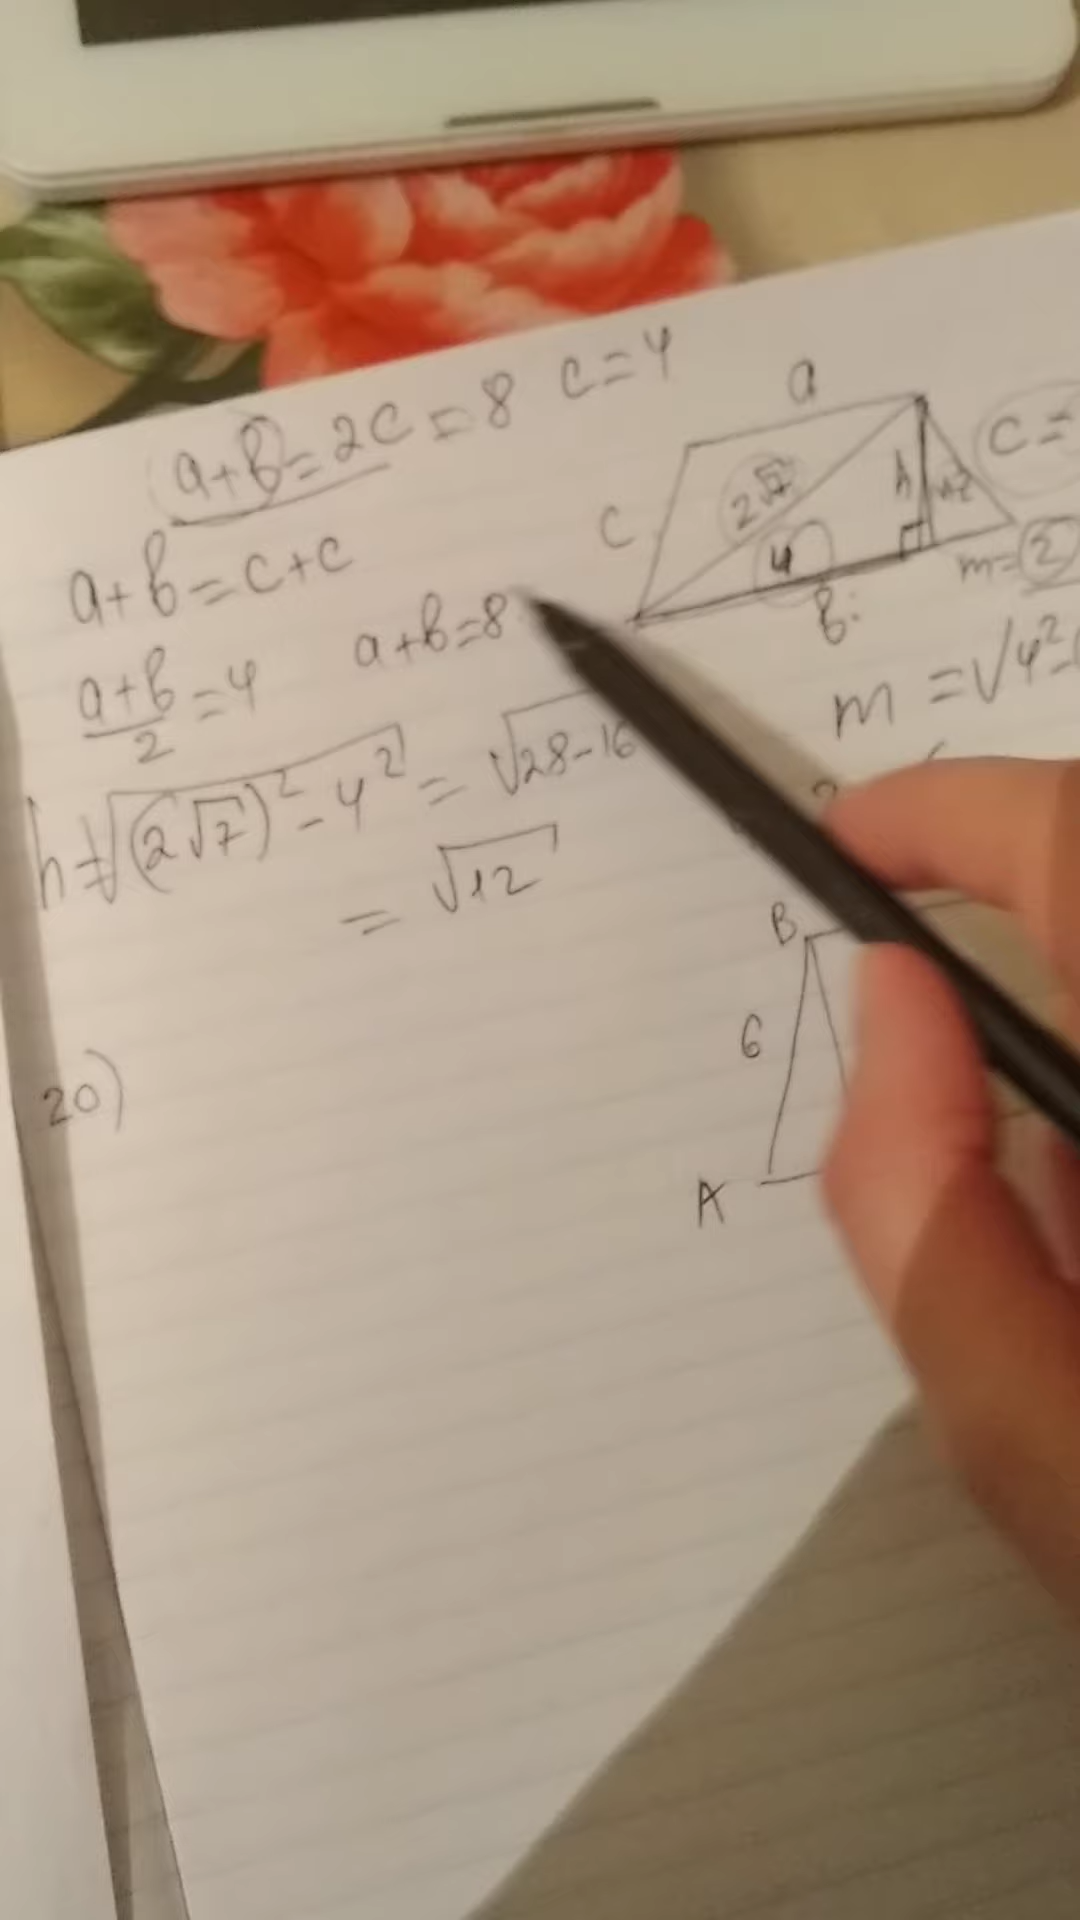 a+b=2c=8 c=4
a+b=c+c
a+b/2=4 a+b=8
h=√(2√7)²-4² = √28-16
= √12
a
c
2√7
h
√12
c=
4
m=2
b
m=√4²-
20)
B
6
A